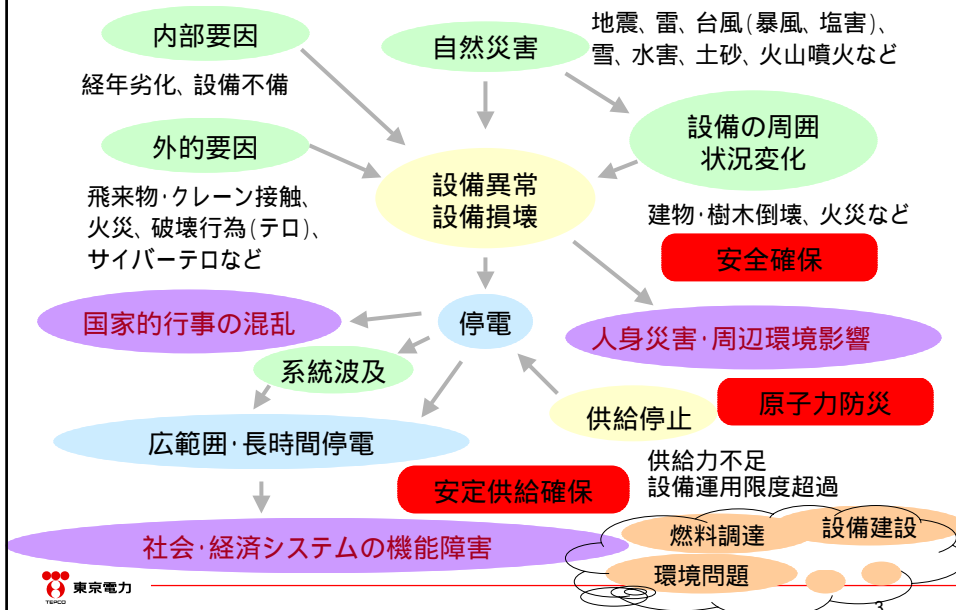 内部要因
経年劣化、設備不備
自然災害
地震、雷、台風(暴風、塩害)、
雪、水害、土砂、火山噴火など
外的要因
飛来物・クレーン接触、
火災、破壊行為(テロ)、
サイバーテロなど
設備異常
設備損壊
設備の周囲
状況変化
建物・樹木倒壊、火災など
安全確保
国家的行事の混乱
停電
人身災害・周辺環境影響
系統波及
原子力防災
供給停止
広範囲・長時間停電
供給力不足
設備運用限度超過
安定供給確保
社会・経済システムの機能障害
燃料調達
設備建設
環境問題
東京電力
TEPCO
3